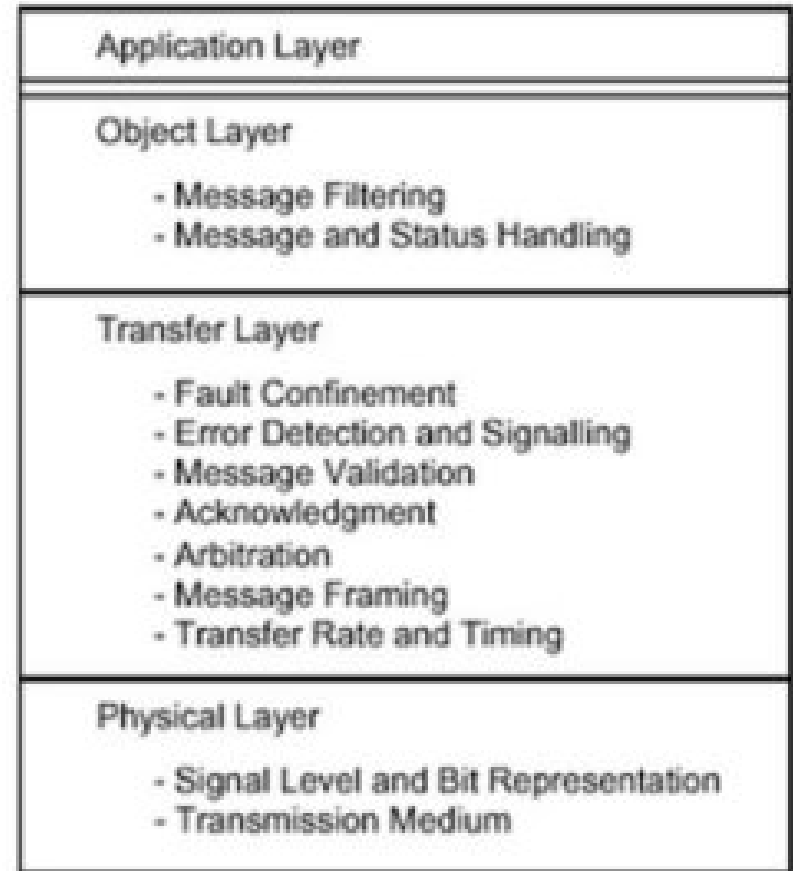 Application Layer
Object Layer
- Message Filtering
- Message and Status Handling
Transfer Layer
- Fault Confinement
- Error Detection and Signalling
- Message Validation
- Acknowledgment
- Arbitration
- Message Framing
- Transfer Rate and Timing
Physical Layer
- Signal Level and Bit Representation
- Transmission Medium